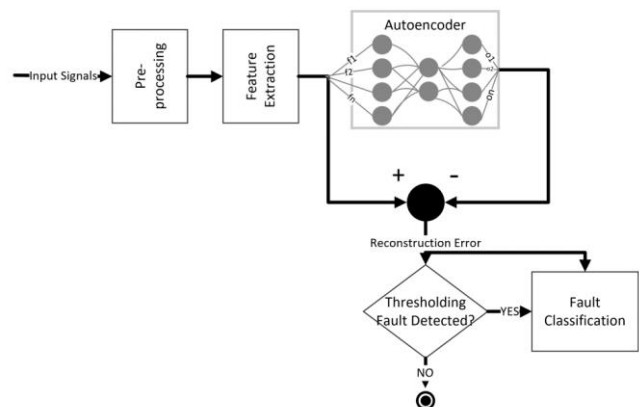 Autoencoder
Input Signals
Pre-
processing
Feature
Extraction
f1
f2
fn
o1
o2
on
+
-
Reconstruction Error
Thresholding
Fault Detected?
YES
Fault
Classification
NO